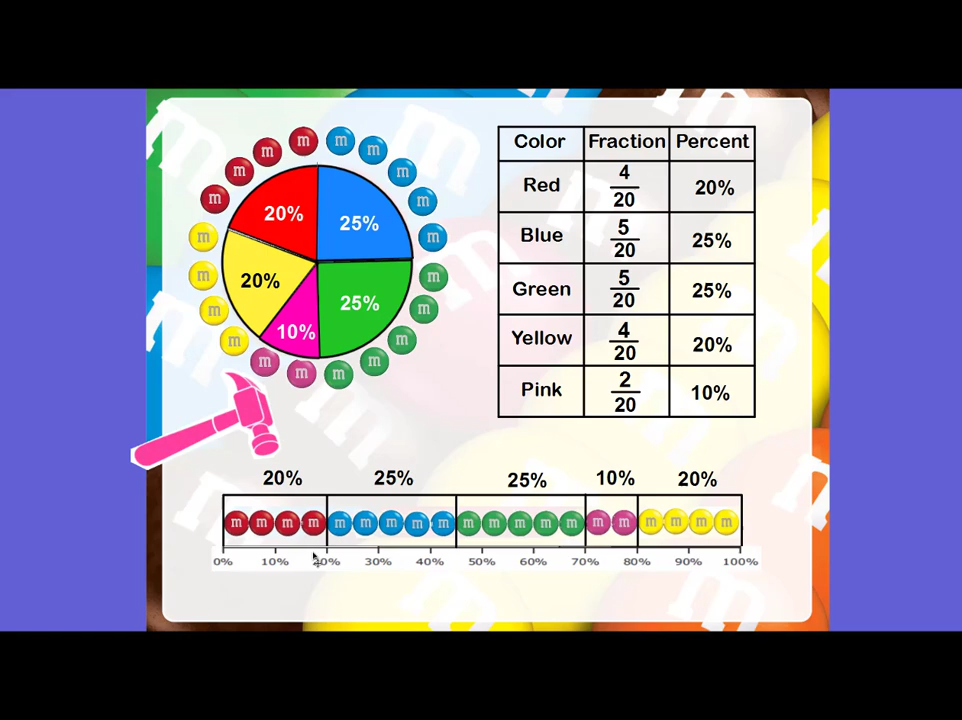 Color Fraction Percent
Red 4/20 20%
Blue 5/20 25%
Green 5/20 25%
Yellow 4/20 20%
Pink 2/20 10%
20% 25%
20% 25%
10%
m m m m m m m m m m m m m m m m m m m m
20% 25% 25% 10% 20%
m m m m m m m m m m m m m m m m m m m m
0% 10% 20% 30% 40% 50% 60% 70% 80% 90% 100%